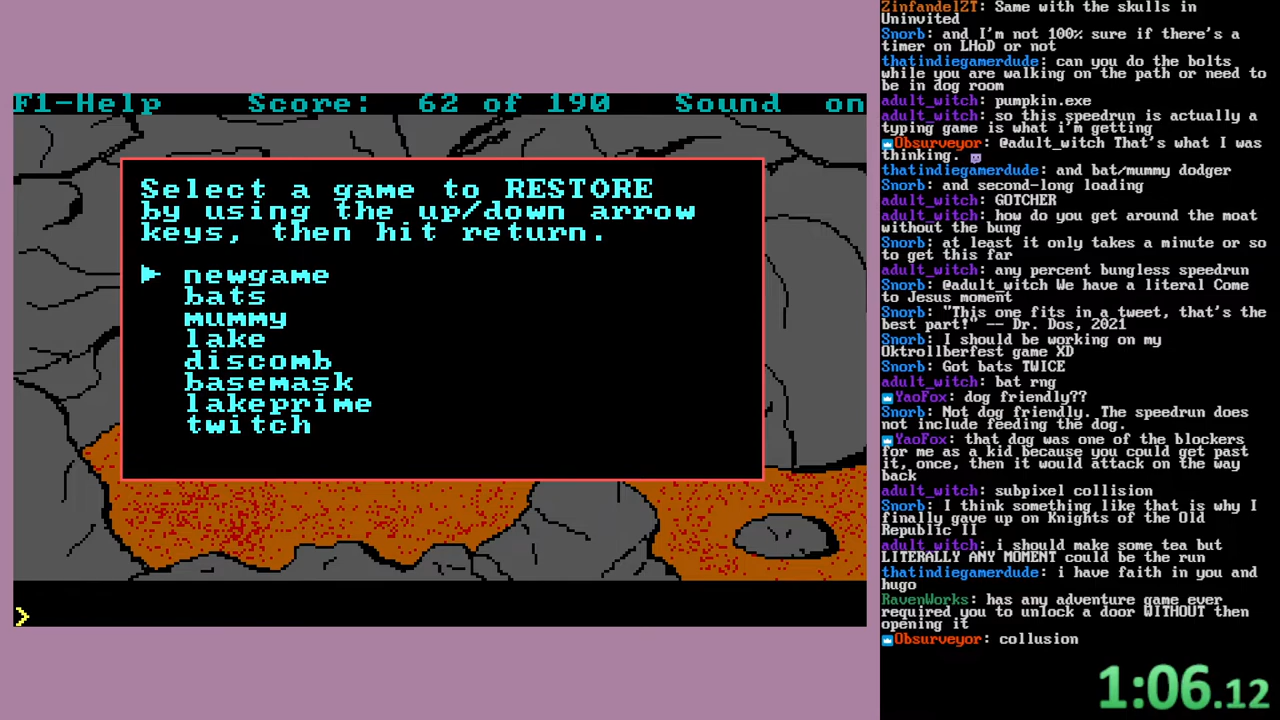 F1-Help Score: 62 of 190 Sound on
Select a game to RESTORE
by using the up/down arrow
keys, then hit return.
newgame
bats
mummy
lake
discomb
basemask
lakeprime
twitch
>
ZinfandelZT: Same with the skulls in
Uninvited
Snorb: and I'm not 100% sure if there's a
timer on LHoD or not
thatindiegamerdude: can you do the bolts
while you are walking on the path or need to
be in dog room
adult_witch: pumpkin.exe
adult_witch: so this speedrun is actually a
typing game is what i'm getting
Obsurveyor: @adult_witch That's what I was
thinking.
thatindiegamerdude: and bat/mummy dodger
Snorb: and second-long loading
adult_witch: GOTCHER
adult_witch: how do you get around the moat
without the bung
Snorb: at least it only takes a minute or so
to get this far
adult_witch: any percent bungless speedrun
Snorb: @adult_witch We have a literal Come
to Jesus moment
Snorb: "This one fits in a tweet, that's the
best part!" -- Dr. Dos, 2021
Snorb: I should be working on my
Oktrollberfest game XD
Snorb: Got bats TWICE
adult_witch: bat rng
YaoFox: dog friendly??
Snorb: Not dog friendly. The speedrun does
not include feeding the dog.
YaoFox: that dog was one of the blockers
for me as a kid because you could get past
it, once, then it would attack on the way
back
adult_witch: subpixel collision
Snorb: I think something like that is why I
finally gave up on Knights of the Old
Republic II
adult_witch: i should make some tea but
LITERALLY ANY MOMENT could be the run
thatindiegamerdude: i have faith in you and
hugo
RavenWorks: has any adventure game ever
required you to unlock a door WITHOUT then
opening it
Obsurveyor: collusion
1:06.12